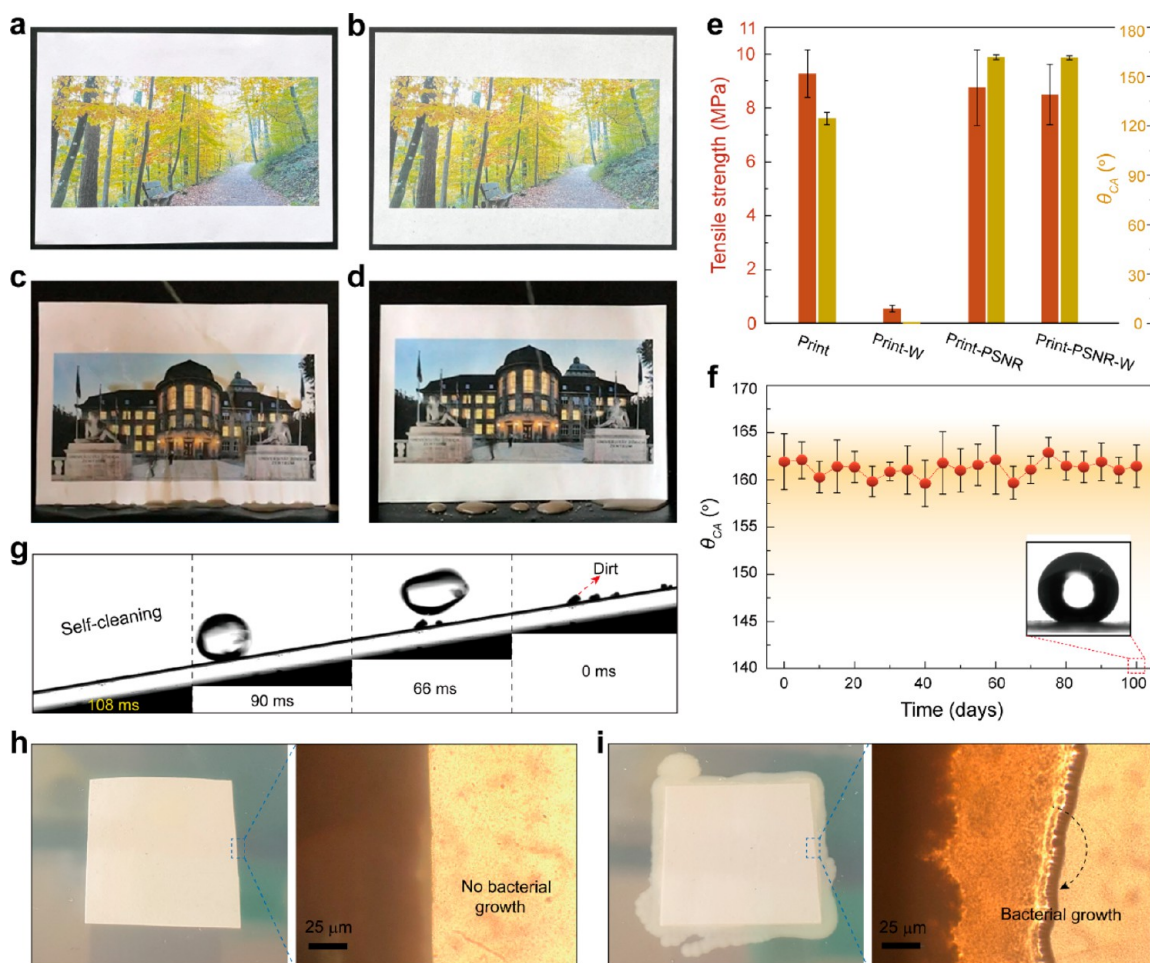 a
b
e
11
10
9
8
6
4
2
1
0
Tensile strength (MPa)
180
150
120
90
60
30
0
θCA (°)
Print
Print-W
Print-PSNR
Print-PSNR-W
c
d
f
170
165
160
155
150
145
140
θCA (°)
0
20
40
60
80
100
Time (days)
g
Self-cleaning
Dirt
108 ms
90 ms
66 ms
0 ms
h
No bacterial
growth
25 μm
i
Bacterial growth
25 μm